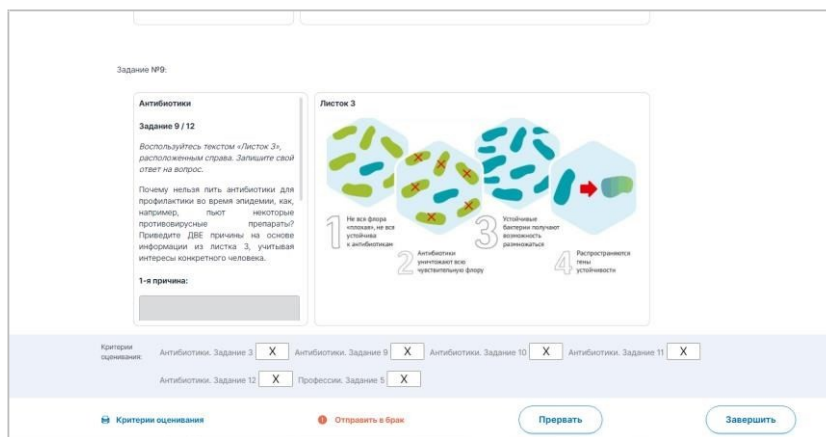 Задание №9:
Антибиотики
Задание 9 / 12
Воспользуйтесь текстом «Листок 3»,
расположенным справа. Запишите свой
ответ на вопрос.
Почему нельзя пить антибиотики для
профилактики во время эпидемии, как,
например, пьют некоторые
противовирусные препараты?
Приведите ДВЕ причины на основе
информации из листка 3, учитывая
интересы конкретного человека.
1-я причина:
Листок 3
1
Не вся флора
«плохая», не вся
устойчива
к антибиотикам
2
Антибиотики
уничтожают всю
чувствительную флору
3
Устойчивые
бактерии получают
возможность
размножаться
4
Распространяются
гены
устойчивости
Критерии
оценивания:
Антибиотики. Задание 3 X Антибиотики. Задание 9 X Антибиотики. Задание 10 X Антибиотики. Задание 11 X
Антибиотики. Задание 12 X Профессии. Задание 5 X
Критерии оценивания
Отправить в брак
Прервать
Завершить